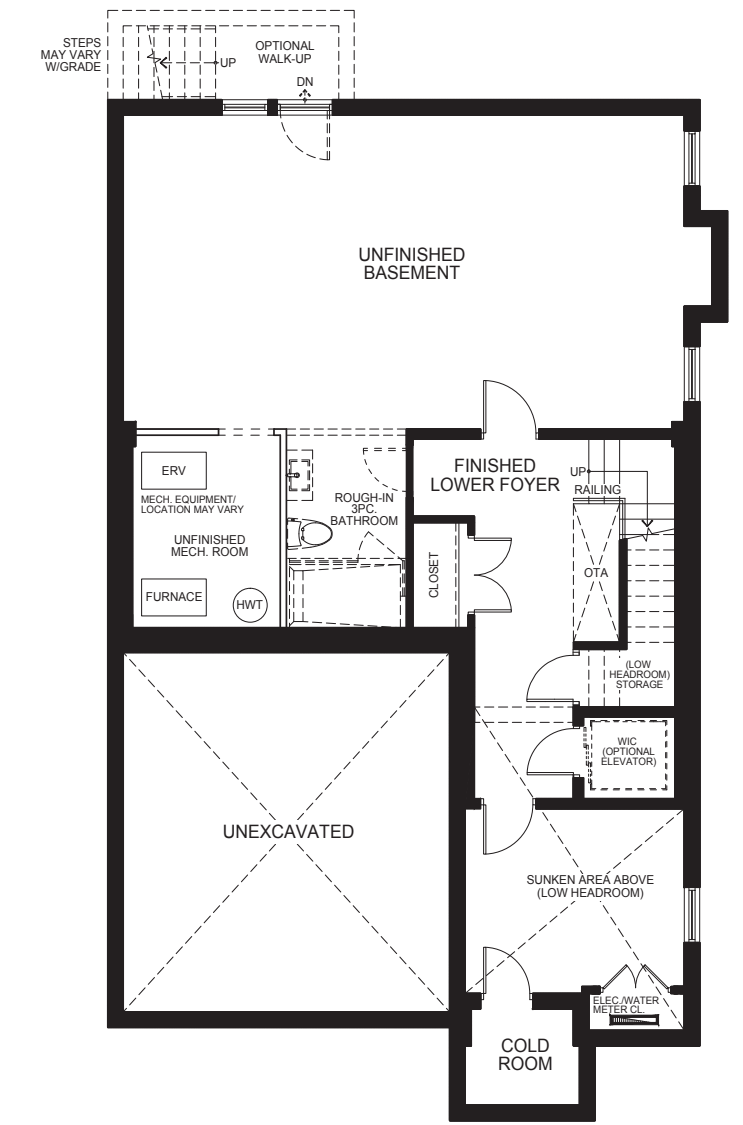 STEPS
MAY VARY
W/GRADE
UP
OPTIONAL
WALK-UP
DN
UNFINISHED
BASEMENT
ERV
MECH. EQUIPMENT/
LOCATION MAY VARY
UNFINISHED
MECH. ROOM
FURNACE
HWT
ROUGH-IN
3PC.
BATHROOM
FINISHED
LOWER FOYER
UP
RAILING
CLOSET
OTA
(LOW
HEADROOM)
STORAGE
WIC
(OPTIONAL
ELEVATOR)
UNEXCAVATED
SUNKEN AREA ABOVE
(LOW HEADROOM)
ELEC./WATER
METER CL.
COLD
ROOM